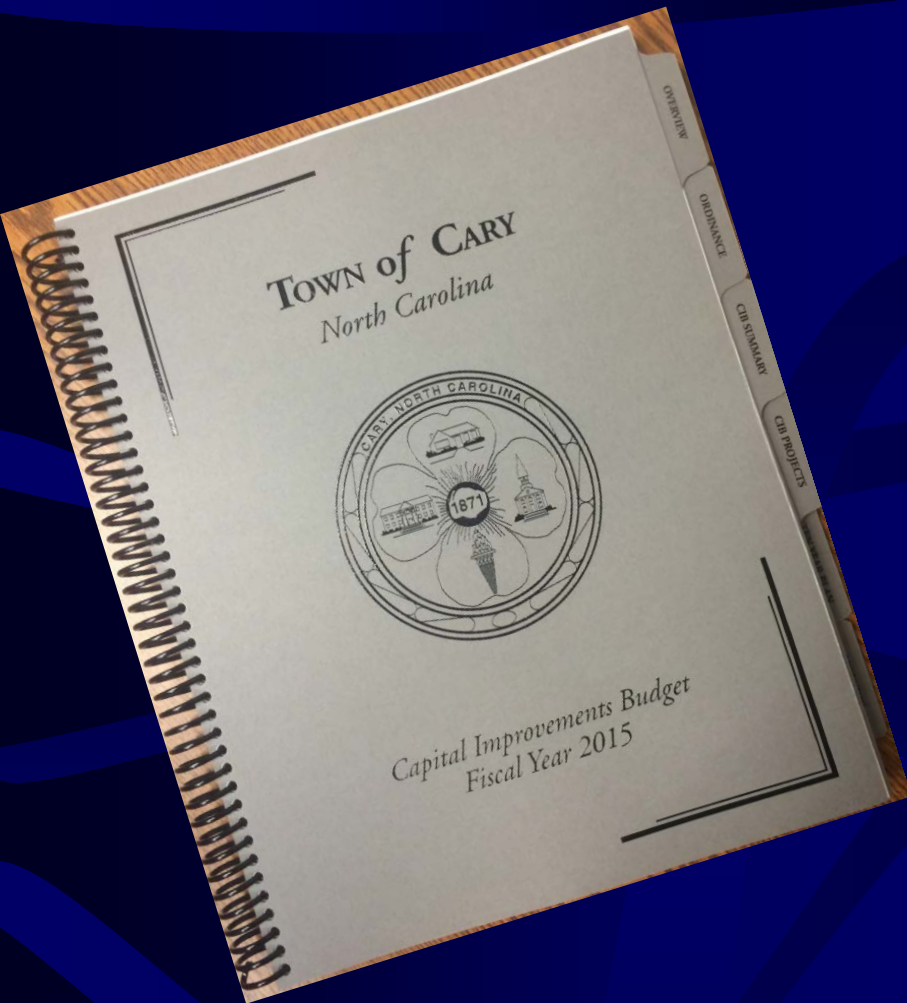 TOWN of CARY
North Carolina
CARY, NORTH CAROLINA
1871
Capital Improvements Budget
Fiscal Year 2015
OVERVIEW
ORDINANCE
CIB SUMMARY
CIB PROJECTS